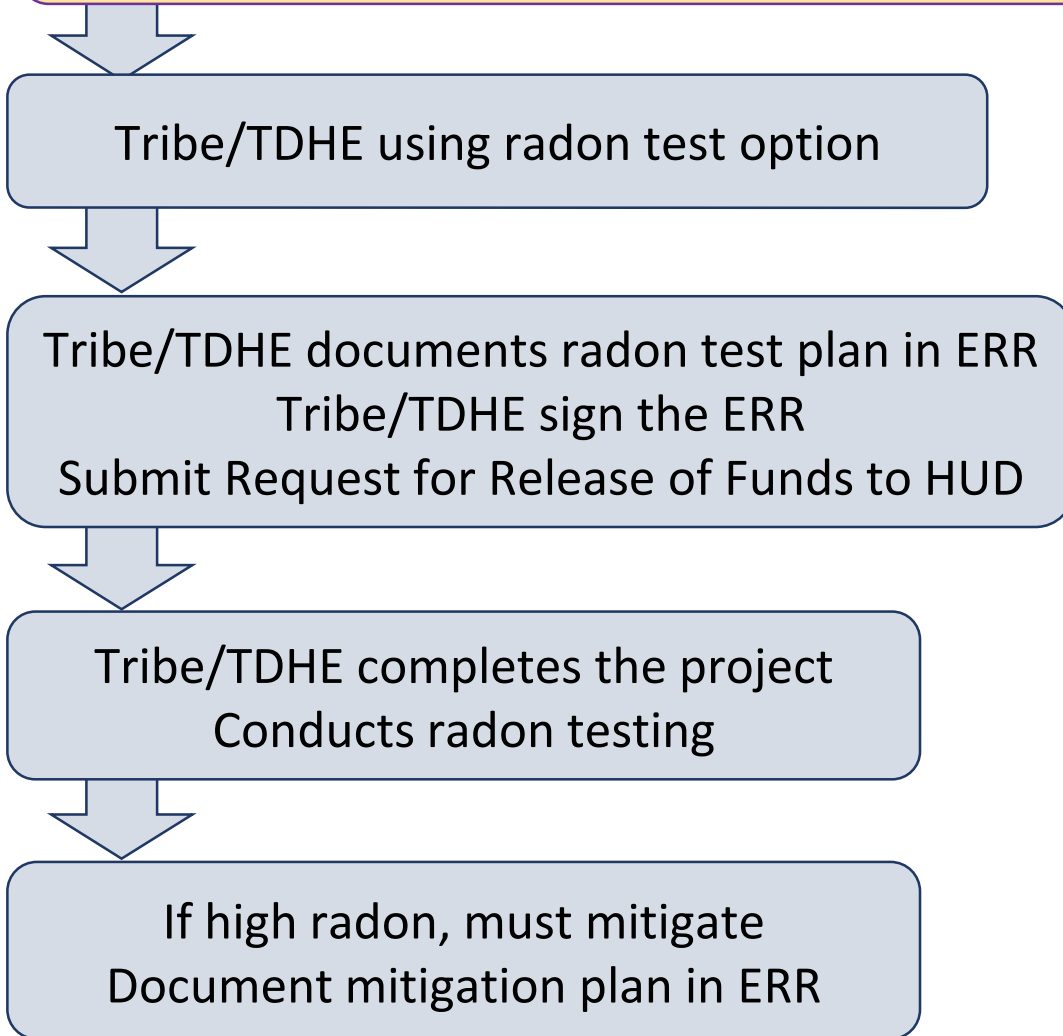 Tribe/TDHE using radon test option
Tribe/TDHE documents radon test plan in ERR
Tribe/TDHE sign the ERR
Submit Request for Release of Funds to HUD
Tribe/TDHE completes the project
Conducts radon testing
If high radon, must mitigate
Document mitigation plan in ERR